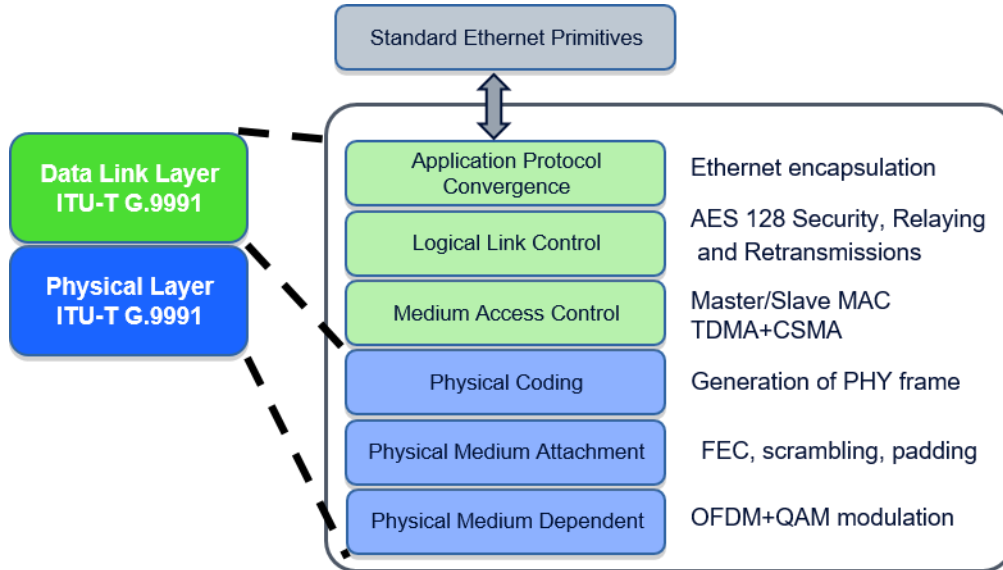 Standard Ethernet Primitives
Data Link Layer
ITU-T G.9991
Physical Layer
ITU-T G.9991
Application Protocol
Convergence
Ethernet encapsulation
Logical Link Control
AES 128 Security, Relaying
and Retransmissions
Medium Access Control
Master/Slave MAC
TDMA+CSMA
Physical Coding
Generation of PHY frame
Physical Medium Attachment
FEC, scrambling, padding
Physical Medium Dependent
OFDM+QAM modulation